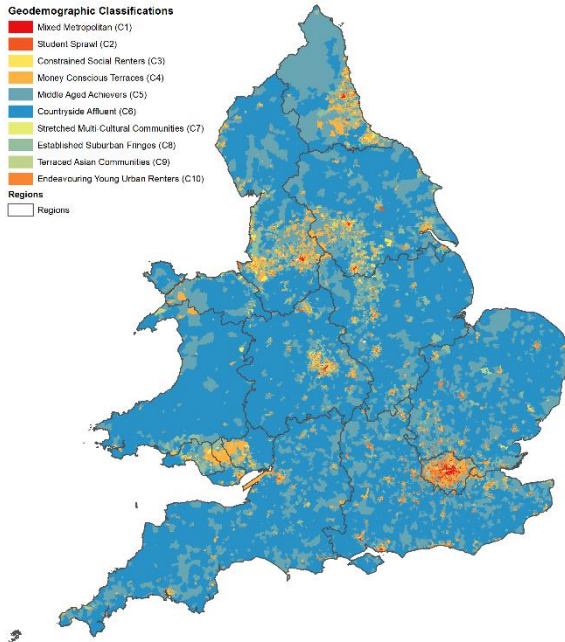 Geodemographic Classifications
Mixed Metropolitan (C1)
Student Sprawl (C2)
Constrained Social Renters (C3)
Money Conscious Terraces (C4)
Middle Aged Achievers (C5)
Countryside Affluent (C6)
Stretched Multi-Cultural Communities (C7)
Established Suburban Fringes (C8)
Terraced Asian Communities (C9)
Endeavouring Young Urban Renters (C10)
Regions
Regions